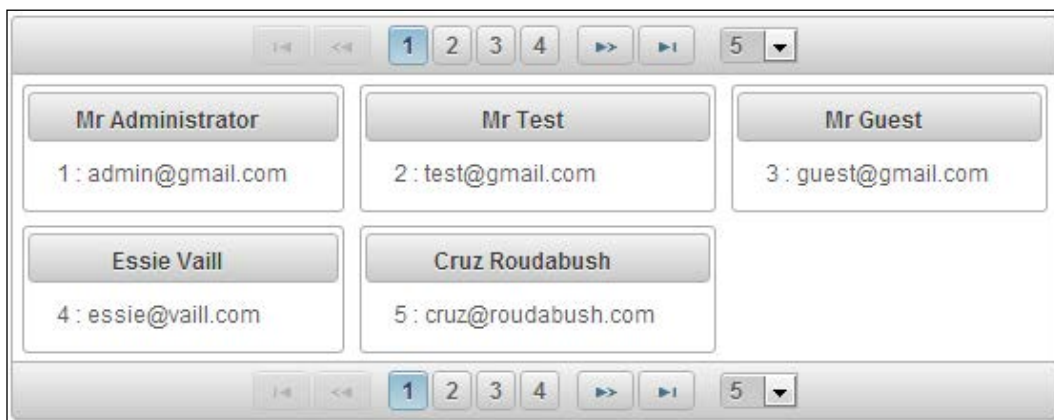 1 2 3 4 5
Mr Administrator Mr Test Mr Guest
1 : admin@gmail.com 2 : test@gmail.com 3 : guest@gmail.com
Essie Vaill Cruz Roudabush
4 : essie@vaill.com 5 : cruz@roudabush.com
1 2 3 4 5